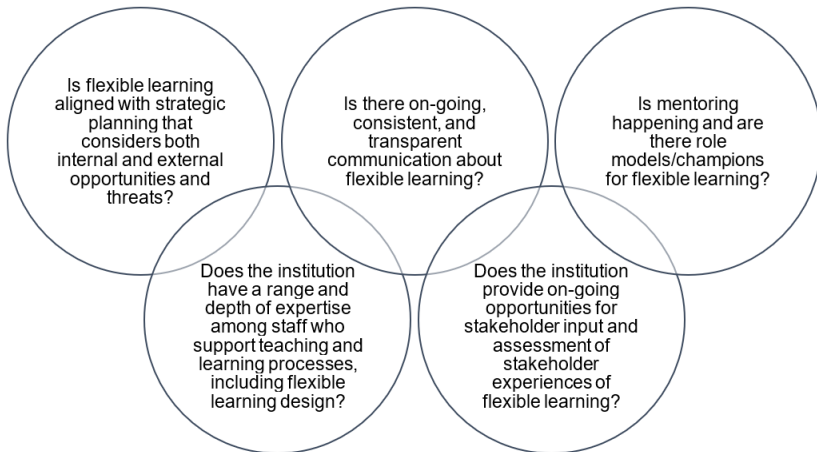 Is flexible learning
aligned with strategic
planning that
considers both
internal and external
opportunities and
threats?
Is there on-going,
consistent, and
transparent
communication about
flexible learning?
Is mentoring
happening and are
there role
models/champions
for flexible learning?
Does the institution
have a range and
depth of expertise
among staff who
support teaching and
learning processes,
including flexible
learning design?
Does the institution
provide on-going
opportunities for
stakeholder input and
assessment of
stakeholder
experiences of
flexible learning?